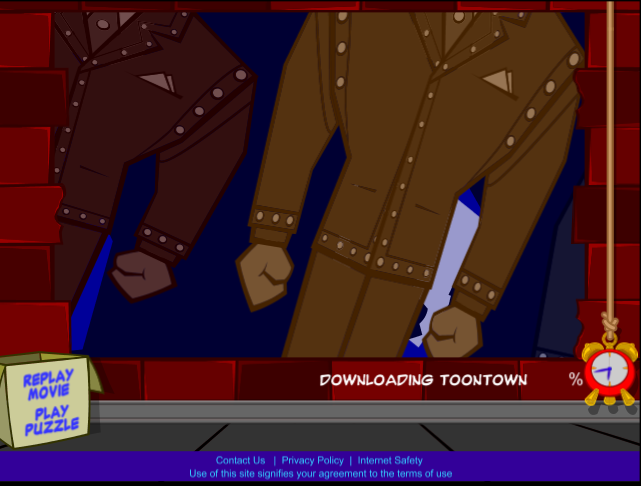 DOWNLOADING TOONTOWN %
REPLAY
MOVIE
PLAY
PUZZLE
Contact Us | Privacy Policy | Internet Safety
Use of this site signifies your agreement to the terms of use